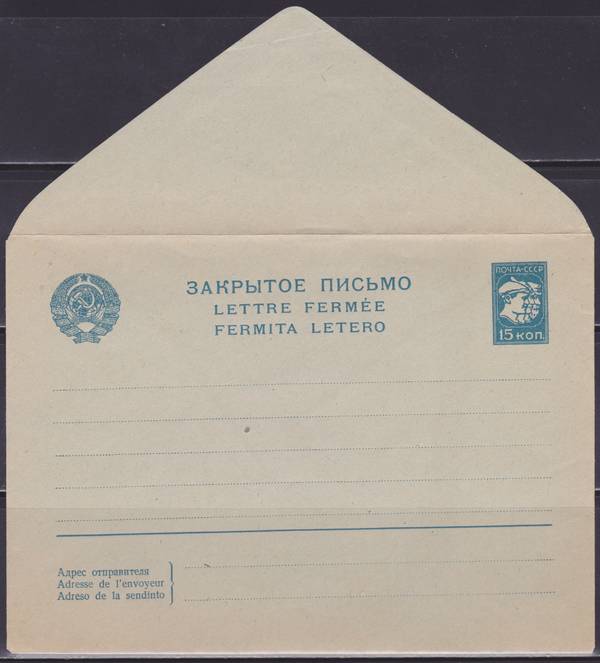 ЗАКРЫТОЕ ПИСЬМО
LETTRE FERMÉE
FERMITA LETERO
ПОЧТА-СССР
15 КОП.
Адрес отправителя
Adresse de l'envoyeur
Adreso de la sendinto